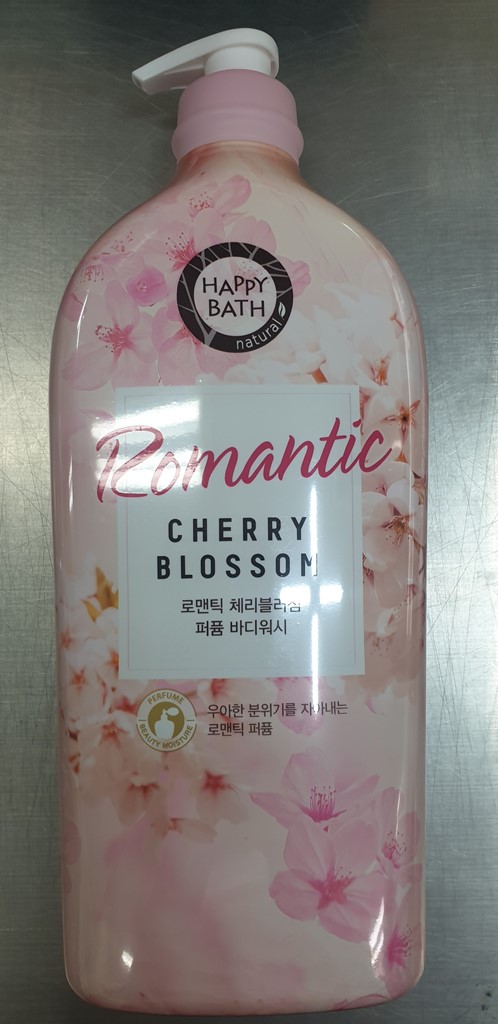 HAPPY
BATH
natural
Romantic
CHERRY
BLOSSOM
로맨틱 체리블러썸
퍼퓸 바디워시
PERFUME
BEAUTY MOISTURE
우아한 분위기를 자아내는
로맨틱 퍼퓸